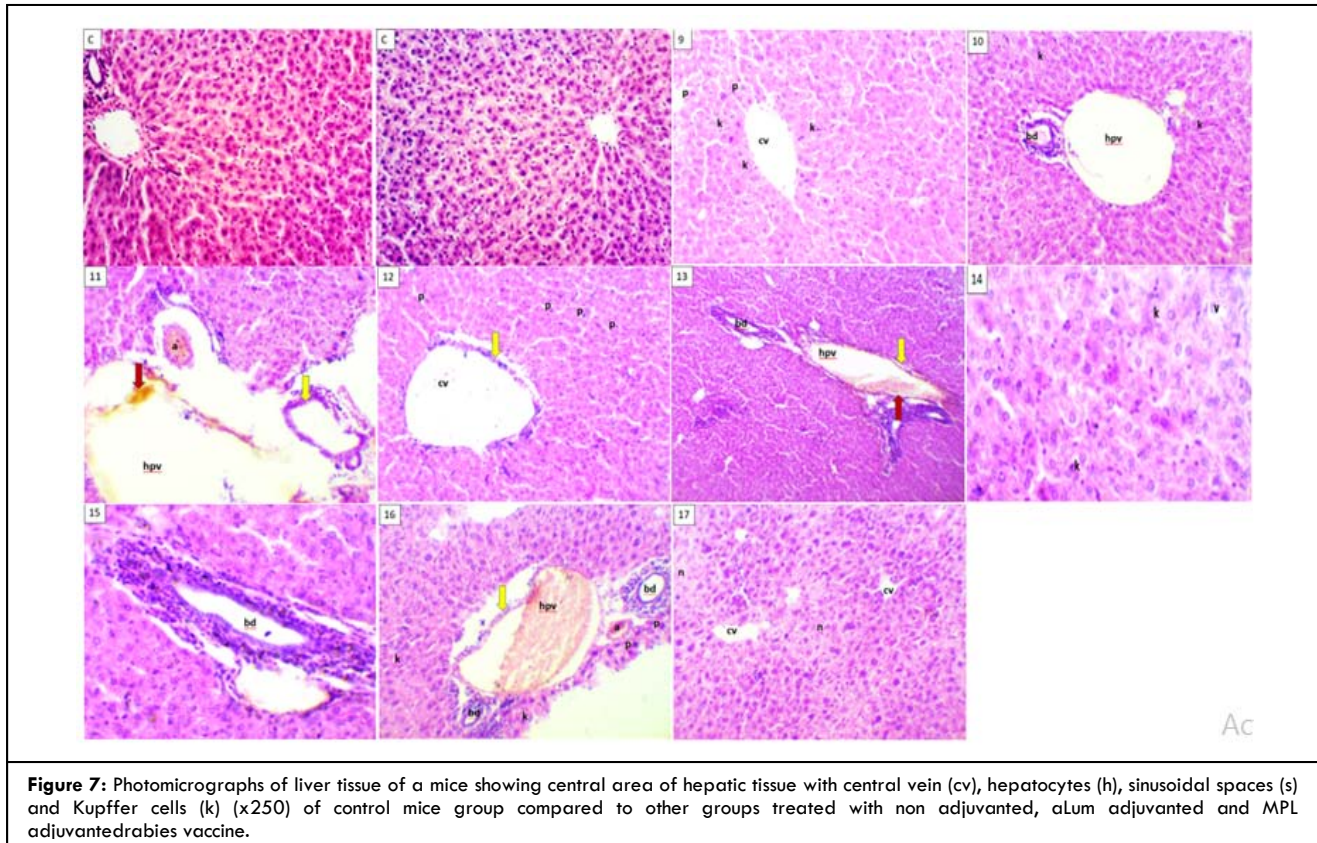 C C 9 10
p p k k k cv
k bd hpv k
11 12 13 14
a hpv
p p p p cv
bd hpv
k v k
15 16 17
bd
hpv bd a p p k bd k
n cv n cv
Ac
Figure 7: Photomicrographs of liver tissue of a mice showing central area of hepatic tissue with central vein (cv), hepatocytes (h), sinusoidal spaces (s)
and Kupffer cells (k) (x250) of control mice group compared to other groups treated with non adjuvanted, aLum adjuvanted and MPL
adjuvantedrabies vaccine.